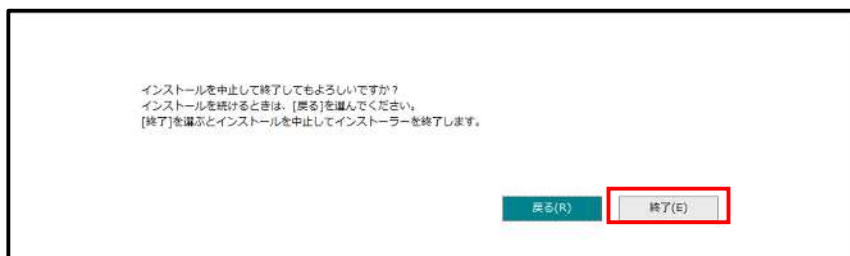 インストールを中止して終了してもよろしいですか？
インストールを続けるときは、[戻る]を選んでください。
[終了]を選ぶとインストールを中止してインストーラーを終了します。
戻る(R) 終了(E)